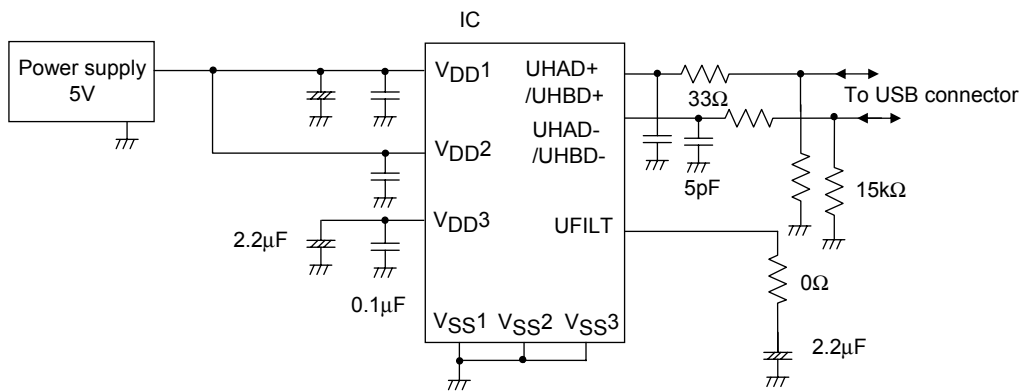 IC
Power supply
5V
VDD1
VDD2
VDD3
UHAD+
/UHBD+
UHAD-
/UHBD-
UFILT
VSS1 VSS2 VSS3
2.2μF
0.1μF
33Ω
5pF
To USB connector
15kΩ
0Ω
2.2μF